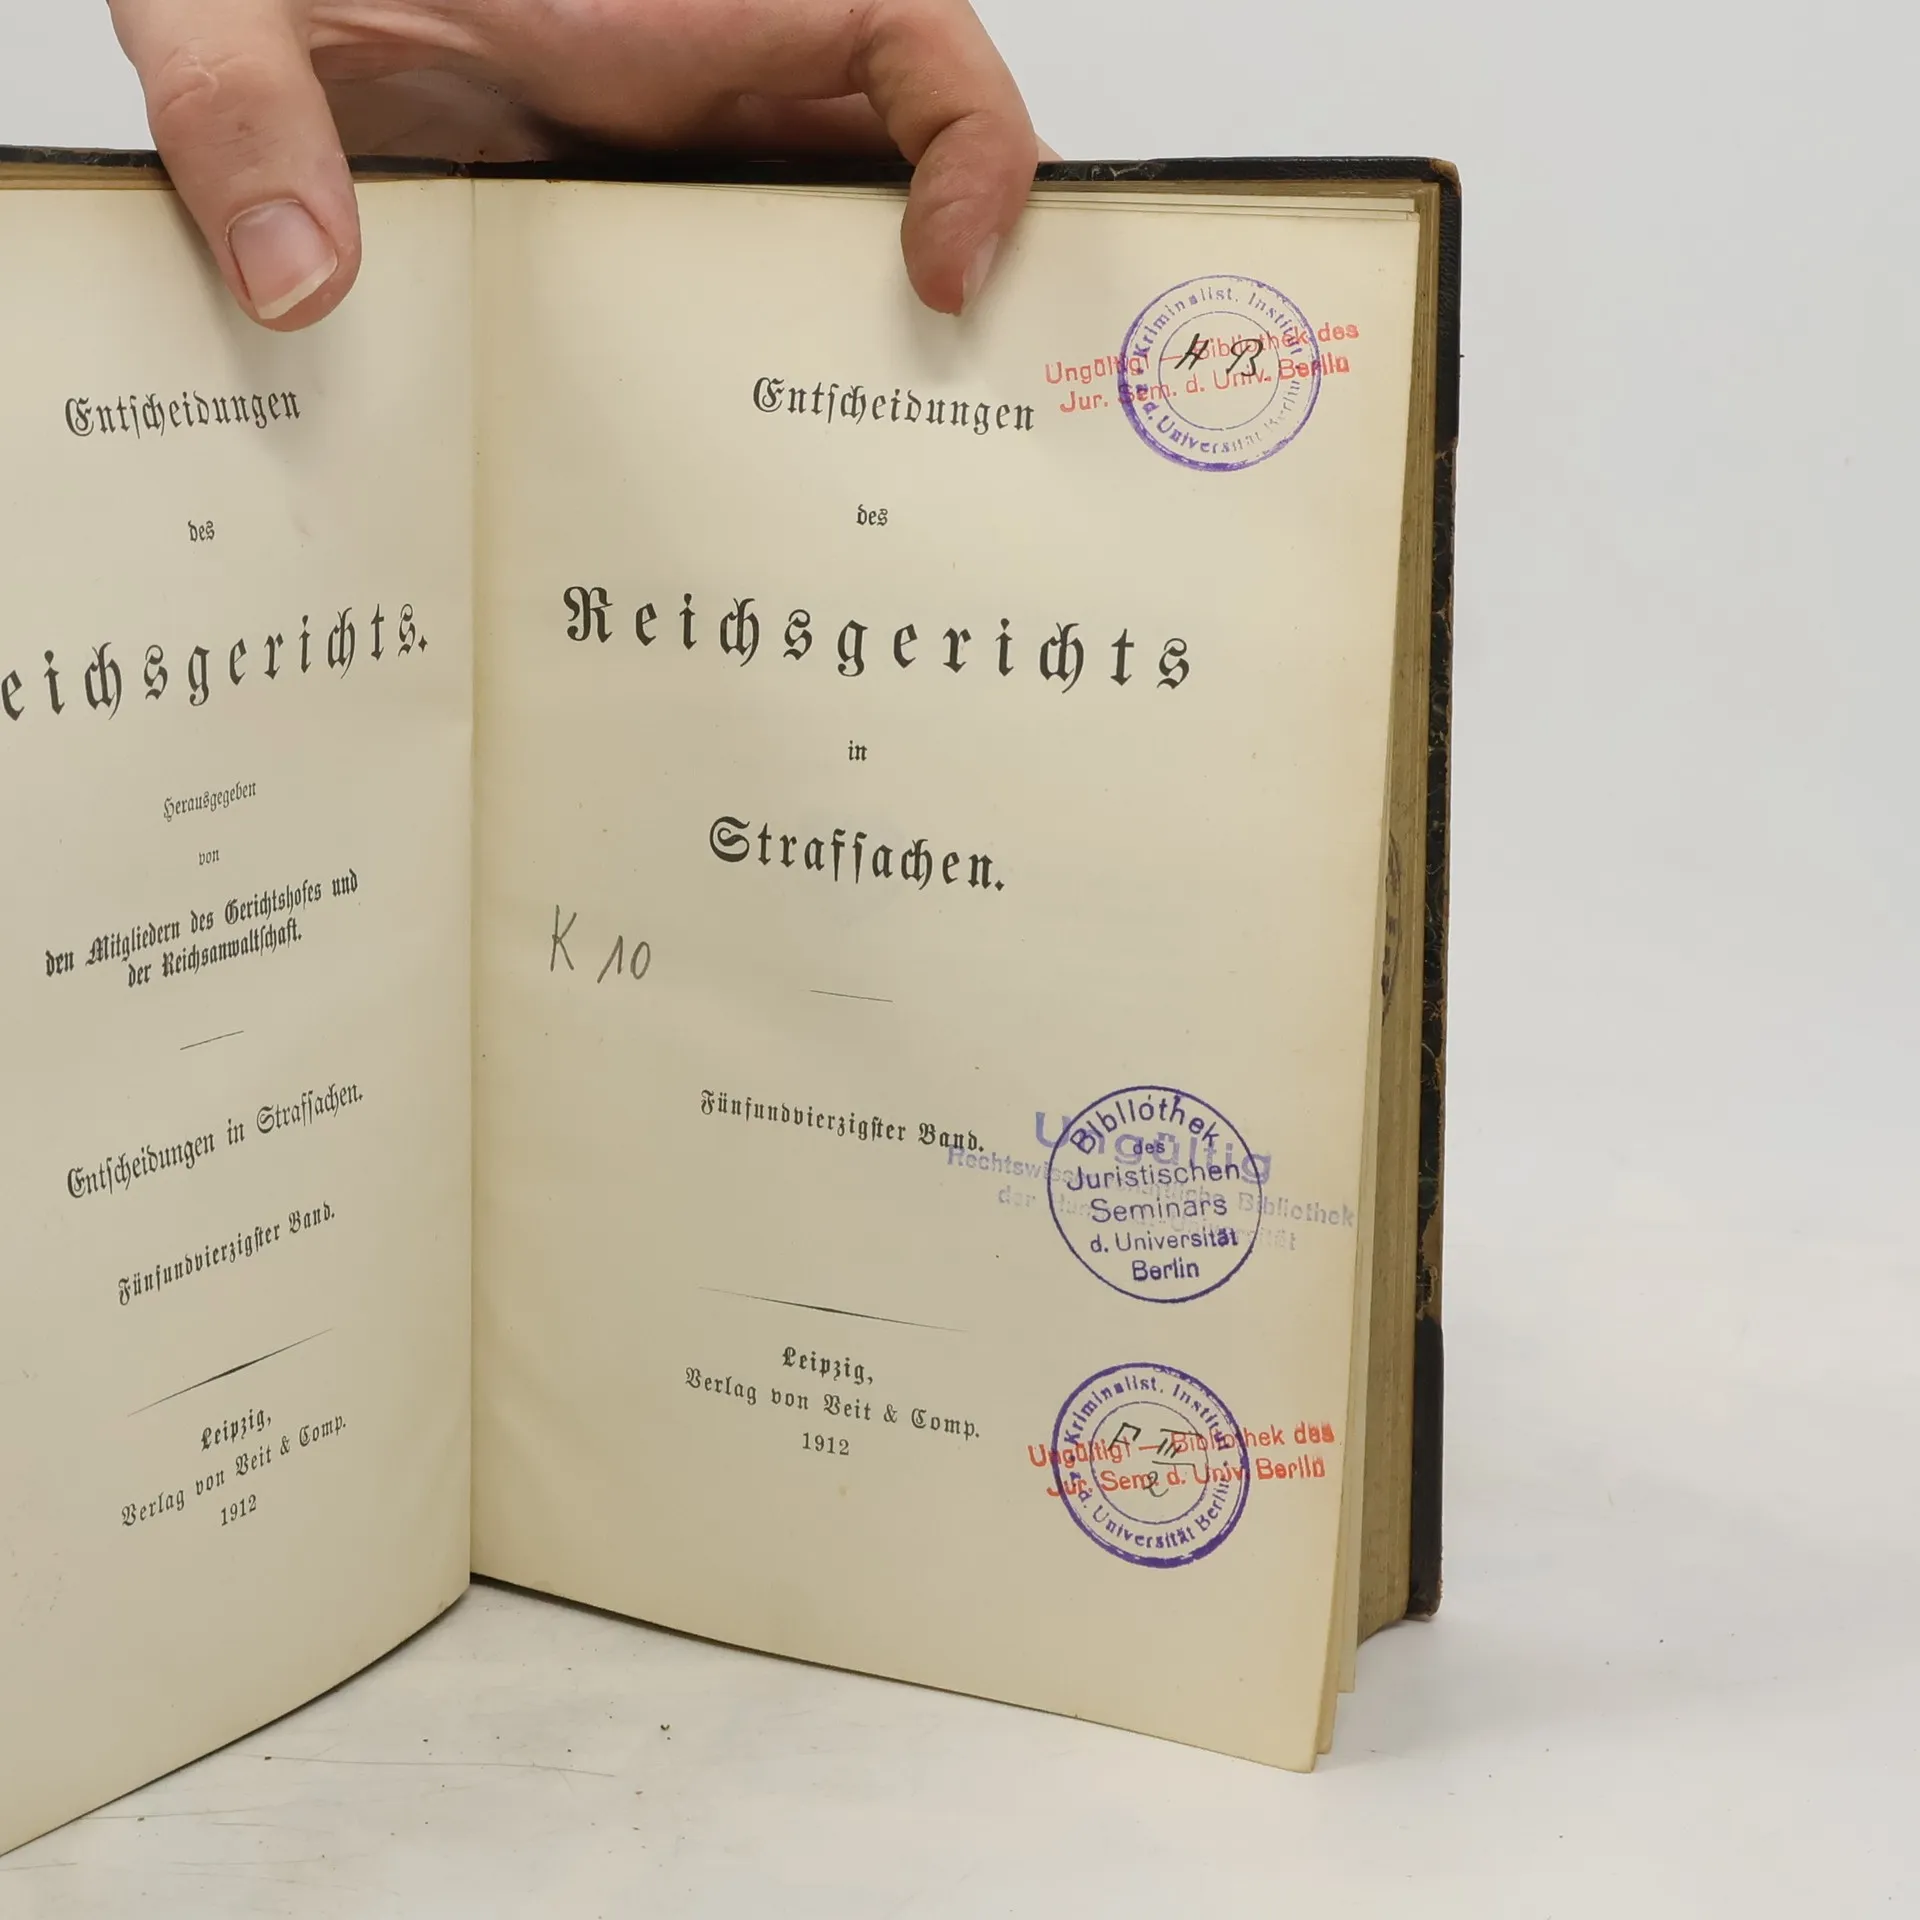 Entscheidungen
des
eichsgerichts.
Herausgegeben
von
den Mitgliedern des Gerichtshofes und
der Reichsanwaltschaft.
Entscheidungen in Strafsachen.
Fünfundvierzigster Band.
Leipzig,
Verlag von Veit & Comp.
1912
Entscheidungen
des
Reichsgerichts
in
Strafsachen.
K 10
Fünfundvierzigster Band.
Leipzig,
Verlag von Veit & Comp.
1912
Kriminalist. Institut
d. Universität Berlin
H B
Ungültig! — Bibliothek des
Jur. Sem. d. Univ. Berlin
Bibliothek
des
Juristischen
Seminars
d. Universität
Berlin
Ungültig
Rechtswissenschaftliche Bibliothek
der Humboldt-Universität
Kriminalist. Institut
d. Universität Berlin
Ungültig! — Bibliothek des
Jur. Sem. d. Univ. Berlin